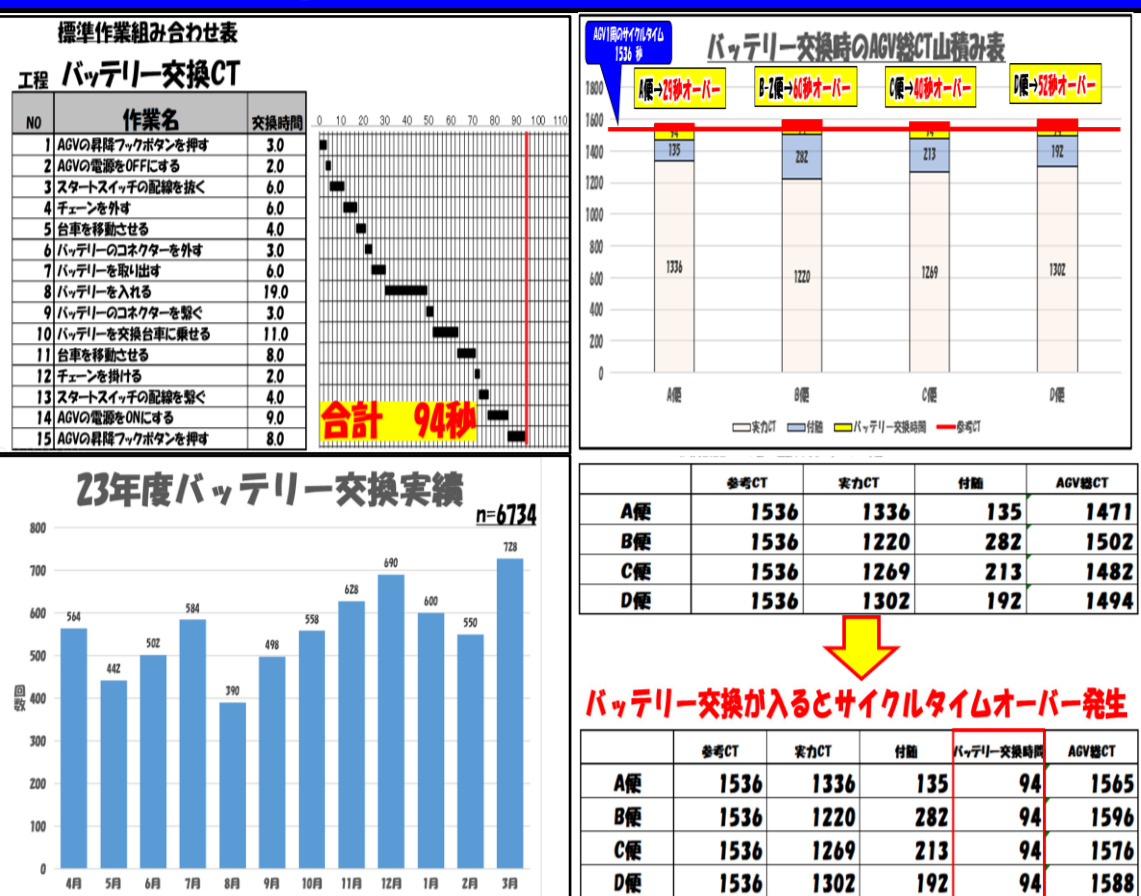 標準作業組み合わせ表
工程 バッテリー交換CT
NO 作業名 交換時間 0 10 20 30 40 50 60 70 80 90 100 110
1 AGVの昇降フックボタンを押す 3.0
2 AGVの電源をOFFにする 2.0
3 スタートスイッチの配線を抜く 6.0
4 チェーンを外す 6.0
5 台車を移動させる 4.0
6 バッテリーのコネクターを外す 3.0
7 バッテリーを取り出す 6.0
8 バッテリーを入れる 19.0
9 バッテリーのコネクターを繋ぐ 3.0
10 バッテリーを交換台車に乗せる 11.0
11 台車を移動させる 8.0
12 チェーンを掛ける 2.0
13 スタートスイッチの配線を繋ぐ 4.0
14 AGVの電源をONにする 9.0
15 AGVの昇降フックボタンを押す 8.0
合計 94秒
AGV1周のサイクルタイム
1536 秒
バッテリー交換時のAGV総CT山積み表
A便→29秒オーバー B-Z便→60秒オーバー C便→40秒オーバー D便→52秒オーバー
1800
1600
1400
1200
1000
800
600
400
200
0
94 94
135 282 213 192
1336 1220 1269 1302
A便 B便 C便 D便
実力CT 付随 バッテリー交換時間 参考CT
23年度バッテリー交換実績
n=6734
回数
800
700
600
500
400
300
200
100
0
564 442 502 584 390 498 558 628 690 600 550 728
4月 5月 6月 7月 8月 9月 10月 11月 12月 1月 2月 3月
参考CT 実力CT 付随 AGV総CT
A便 1536 1336 135 1471
B便 1536 1220 282 1502
C便 1536 1269 213 1482
D便 1536 1302 192 1494
バッテリー交換が入るとサイクルタイムオーバー発生
参考CT 実力CT 付随 バッテリー交換時間 AGV総CT
A便 1536 1336 135 94 1565
B便 1536 1220 282 94 1596
C便 1536 1269 213 94 1576
D便 1536 1302 192 94 1588